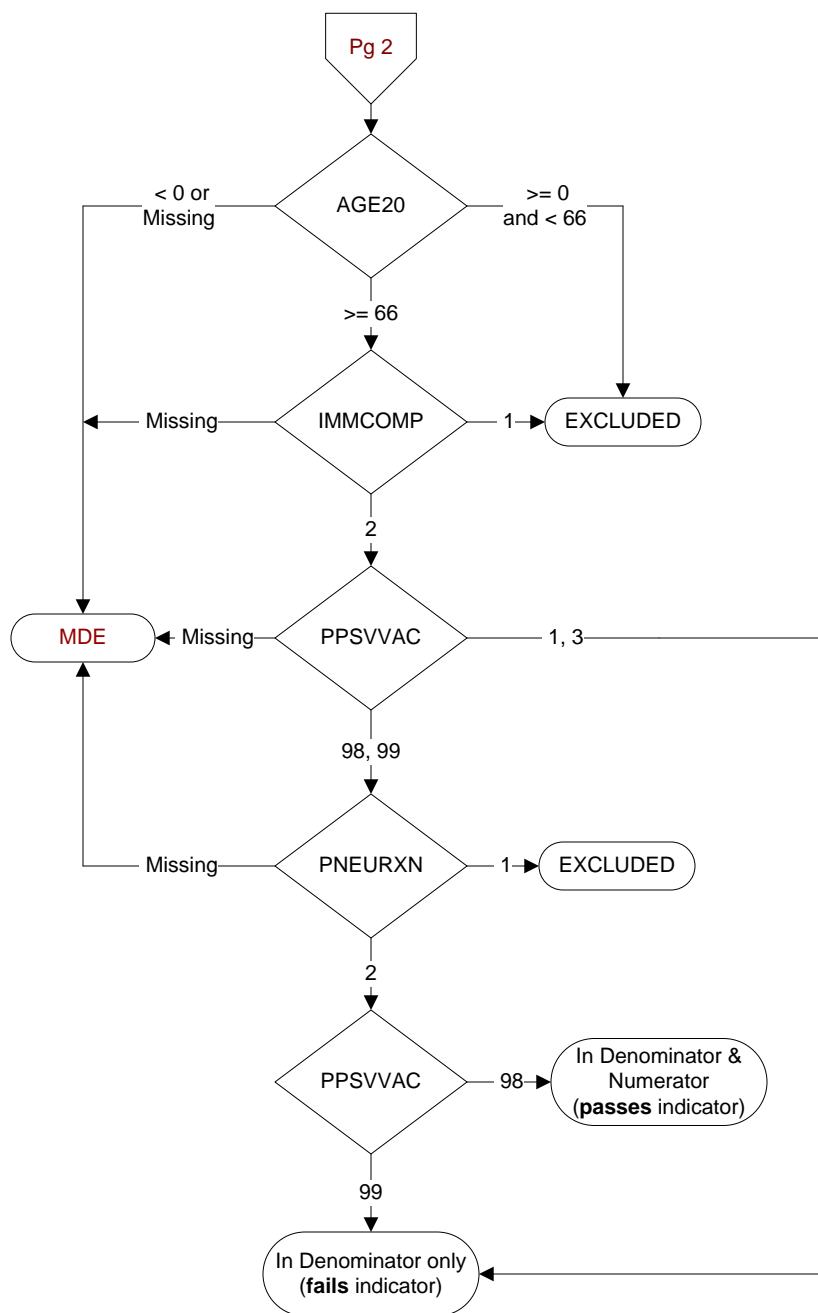 Pg 2
AGE20
< 0 or
Missing
>= 0
and < 66
>= 66
IMMCOMP
Missing
1
EXCLUDED
2
PPSVVAC
MDE
Missing
1, 3
98, 99
PNEURXN
Missing
1
EXCLUDED
2
PPSVVAC
98
In Denominator &
Numerator
(passes indicator)
99
In Denominator only
(fails indicator)